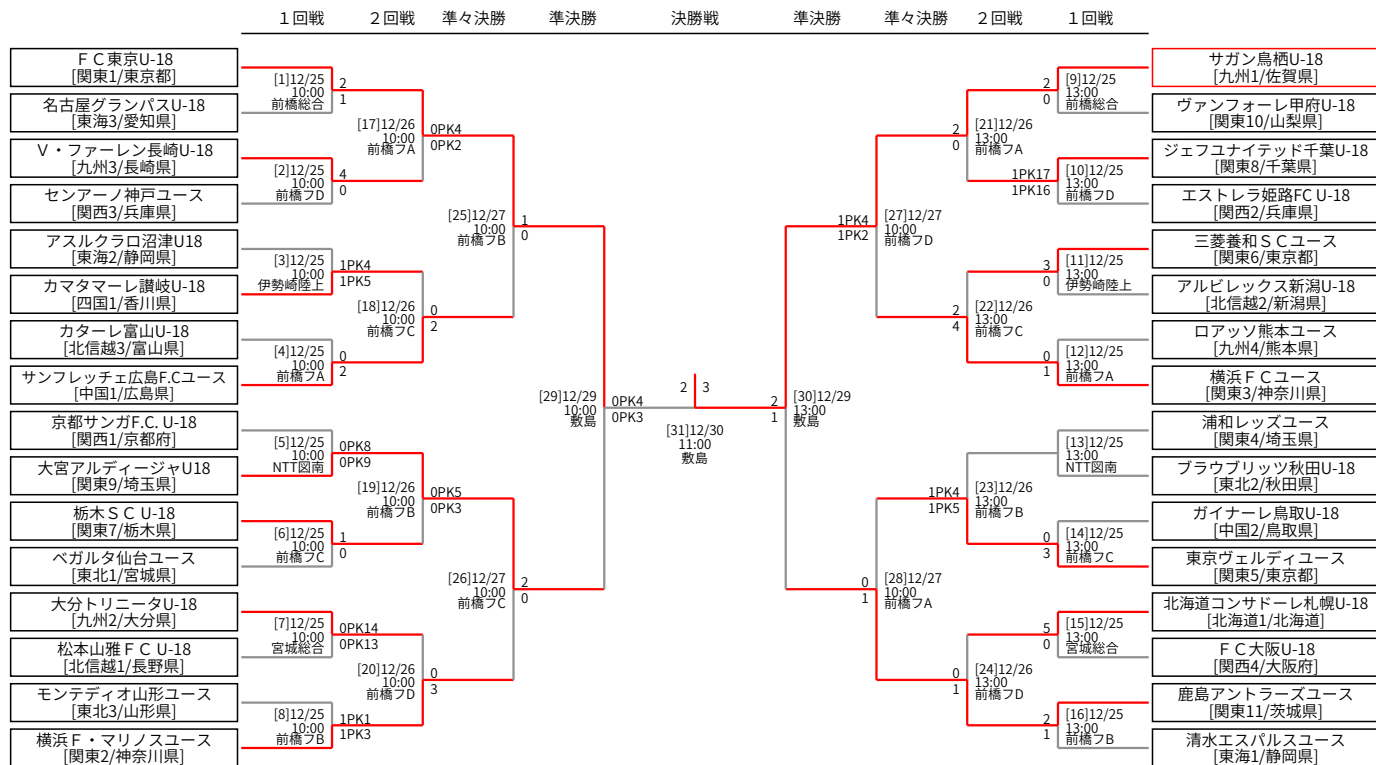 １回戦 ２回戦 準々決勝 準決勝 決勝戦 準決勝 準々決勝 ２回戦 １回戦
ＦＣ東京U-18
[関東1/東京都]
名古屋グランパスU-18
[東海3/愛知県]
Ｖ・ファーレン長崎U-18
[九州3/長崎県]
センアーノ神戸ユース
[関西3/兵庫県]
アスルクラロ沼津U18
[東海2/静岡県]
カマタマーレ讃岐U-18
[四国1/香川県]
カターレ富山U-18
[北信越3/富山県]
サンフレッチェ広島F.Cユース
[中国1/広島県]
京都サンガF.C. U-18
[関西1/京都府]
大宮アルディージャU18
[関東9/埼玉県]
栃木ＳＣ U-18
[関東7/栃木県]
ベガルタ仙台ユース
[東北1/宮城県]
大分トリニータU-18
[九州2/大分県]
松本山雅ＦＣ U-18
[北信越1/長野県]
モンテディオ山形ユース
[東北3/山形県]
横浜Ｆ・マリノスユース
[関東2/神奈川県]
[1]12/25
10:00
前橋総合
2
1
[2]12/25
10:00
前橋フD
4
0
[3]12/25
10:00
伊勢崎陸上
1PK4
1PK5
[4]12/25
10:00
前橋フA
0
2
[5]12/25
10:00
NTT図南
0PK8
0PK9
[6]12/25
10:00
前橋フC
1
0
[7]12/25
10:00
宮城総合
0PK14
0PK13
[8]12/25
10:00
前橋フB
1PK1
1PK3
[17]12/26
10:00
前橋フA
0PK4
0PK2
[18]12/26
10:00
前橋フC
0
2
[19]12/26
10:00
前橋フB
0PK5
0PK3
[20]12/26
10:00
前橋フD
0
3
[25]12/27
10:00
前橋フB
1
0
[26]12/27
10:00
前橋フC
2
0
[29]12/29
10:00
敷島
0PK4
0PK3
2 3
[31]12/30
11:00
敷島
2
1
[30]12/29
13:00
敷島
1PK4
1PK2
[27]12/27
10:00
前橋フD
0
1
[28]12/27
10:00
前橋フA
2
0
[21]12/26
13:00
前橋フA
2
4
[22]12/26
13:00
前橋フC
1PK4
1PK5
[23]12/26
13:00
前橋フB
0
1
[24]12/26
13:00
前橋フD
2
0
[9]12/25
13:00
前橋総合
1PK17
1PK16
[10]12/25
13:00
前橋フD
3
0
[11]12/25
13:00
伊勢崎陸上
0
1
[12]12/25
13:00
前橋フA
[13]12/25
13:00
NTT図南
0
3
[14]12/25
13:00
前橋フC
5
0
[15]12/25
13:00
宮城総合
2
1
[16]12/25
13:00
前橋フB
サガン鳥栖U-18
[九州1/佐賀県]
ヴァンフォーレ甲府U-18
[関東10/山梨県]
ジェフユナイテッド千葉U-18
[関東8/千葉県]
エストレラ姫路FC U-18
[関西2/兵庫県]
三菱養和ＳＣユース
[関東6/東京都]
アルビレックス新潟U-18
[北信越2/新潟県]
ロアッソ熊本ユース
[九州4/熊本県]
横浜ＦＣユース
[関東3/神奈川県]
浦和レッズユース
[関東4/埼玉県]
ブラウブリッツ秋田U-18
[東北2/秋田県]
ガイナーレ鳥取U-18
[中国2/鳥取県]
東京ヴェルディユース
[関東5/東京都]
北海道コンサドーレ札幌U-18
[北海道1/北海道]
ＦＣ大阪U-18
[関西4/大阪府]
鹿島アントラーズユース
[関東11/茨城県]
清水エスパルスユース
[東海1/静岡県]